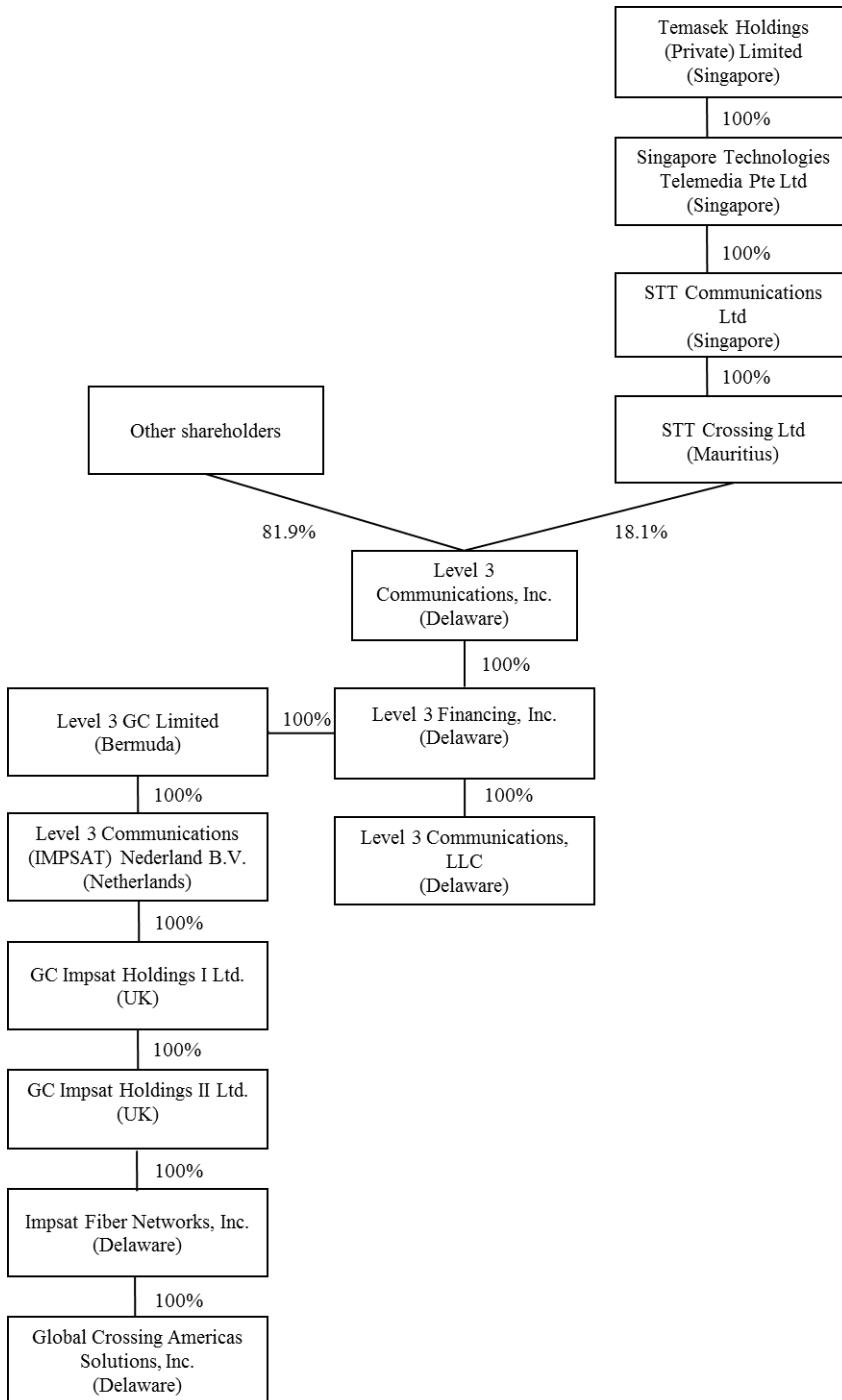 Temasek Holdings
(Private) Limited
(Singapore)
100%
Singapore Technologies
Telemedia Pte Ltd
(Singapore)
100%
STT Communications
Ltd
(Singapore)
100%
Other shareholders
STT Crossing Ltd
(Mauritius)
81.9%
18.1%
Level 3
Communications, Inc.
(Delaware)
100%
Level 3 GC Limited
(Bermuda)
100%
Level 3 Financing, Inc.
(Delaware)
100%
100%
Level 3 Communications
(IMPSAT) Nederland B.V.
(Netherlands)
Level 3 Communications,
LLC
(Delaware)
100%
GC Impsat Holdings I Ltd.
(UK)
100%
GC Impsat Holdings II Ltd.
(UK)
100%
Impsat Fiber Networks, Inc.
(Delaware)
100%
Global Crossing Americas
Solutions, Inc.
(Delaware)